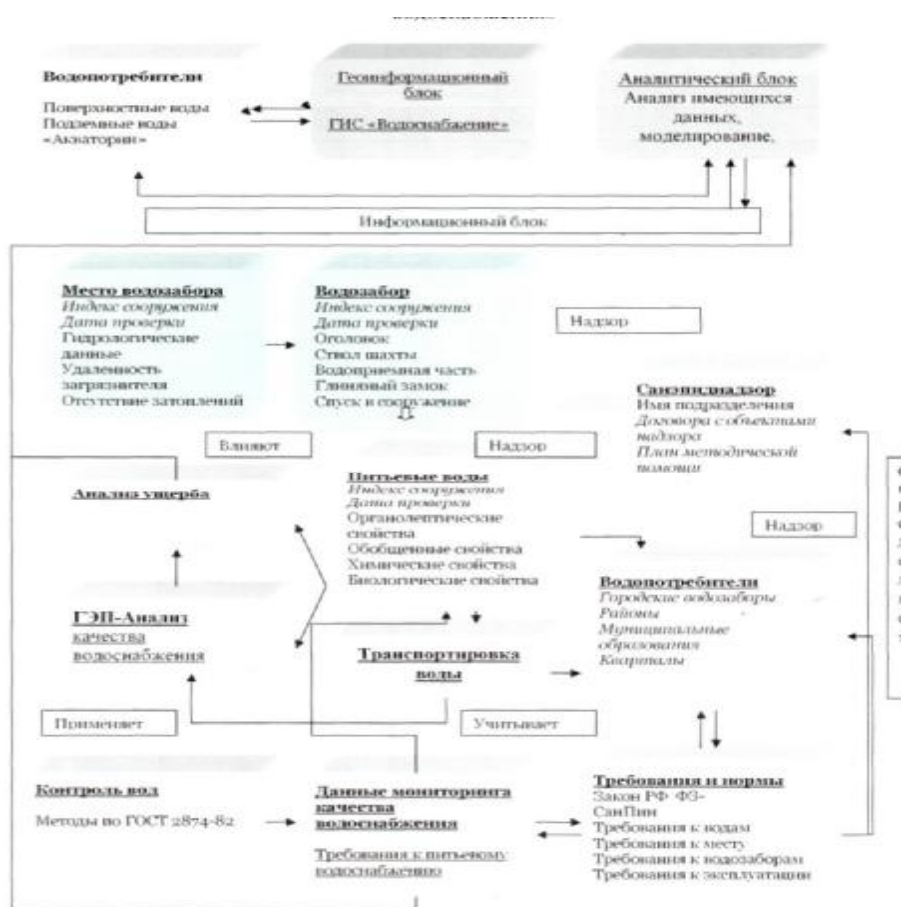 Водопотребители
Поверхностные воды
Подземные воды
«Акватории»
Геоинформационный
блок
ГИС «Водоснабжение»
Аналитический блок
Анализ имеющихся
данных,
моделирование.
Информационный блок
Место водозабора
Индекс сооружения
Дата проверки
Гидрологические
данные
Удаленность
загрязнителя
Отсутствие затоплений
Водозабор
Индекс сооружения
Дата проверки
Оголовок
Ствол шахты
Водоприемная часть
Глиняный замок
Спуск в сооружение
Надзор
Санэпиднадзор
Имя подразделения
Договора с объектами
надзора
План методической
помощи
Влияют
Надзор
Анализ ущерба
Питьевые воды
Индекс сооружения
Дата проверки
Органолептические
свойства
Обобщенные свойства
Химические свойства
Биологические свойства
Надзор
Водопотребители
Городские водозаборы
Районы
Муниципальные
образования
Кварталы
ГЭП-Анализ
качества
водоснабжения
Транспортировка
воды
Применяет
Учитывает
Контроль вод
Методы по ГОСТ 2874-82
Данные мониторинга
качества
водоснабжения
Требования к питьевому
водоснабжению
Требования и нормы
Закон РФ ФЗ-
СанПин
Требования к водам
Требования к месту
Требования к водозаборам
Требования к эксплуатации